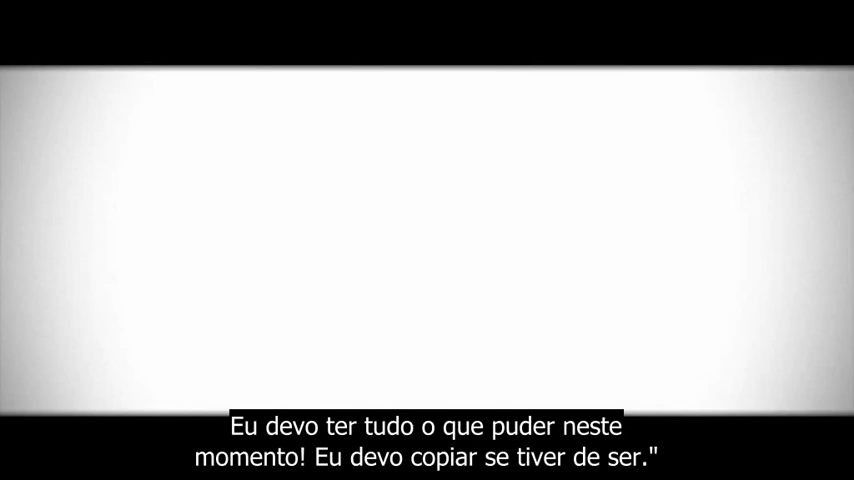 Eu devo ter tudo o que puder neste
momento! Eu devo copiar se tiver de ser."